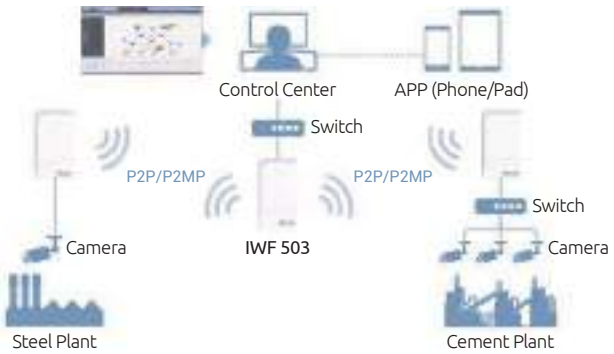 Control Center
APP (Phone/Pad)
Switch
P2P/P2MP
P2P/P2MP
Switch
Camera
IWF 503
Camera
Steel Plant
Cement Plant